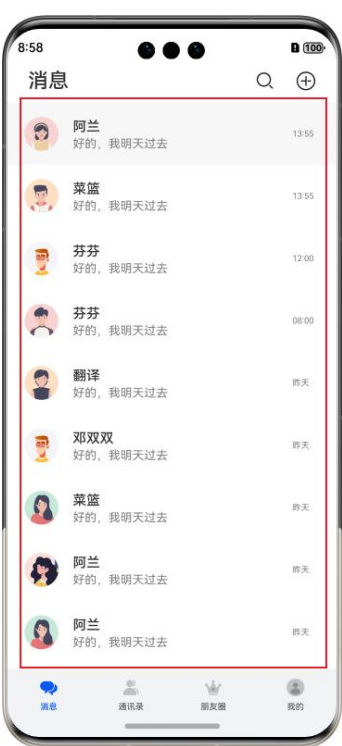 8:58
100
消息
阿兰
13:55
好的，我明天过去
菜篮
13:55
好的，我明天过去
芬芬
12:00
好的，我明天过去
芬芬
08:00
好的，我明天过去
翻译
昨天
好的，我明天过去
邓双双
昨天
好的，我明天过去
菜篮
昨天
好的，我明天过去
阿兰
昨天
好的，我明天过去
阿兰
昨天
好的，我明天过去
消息 通讯录 朋友圈 我的